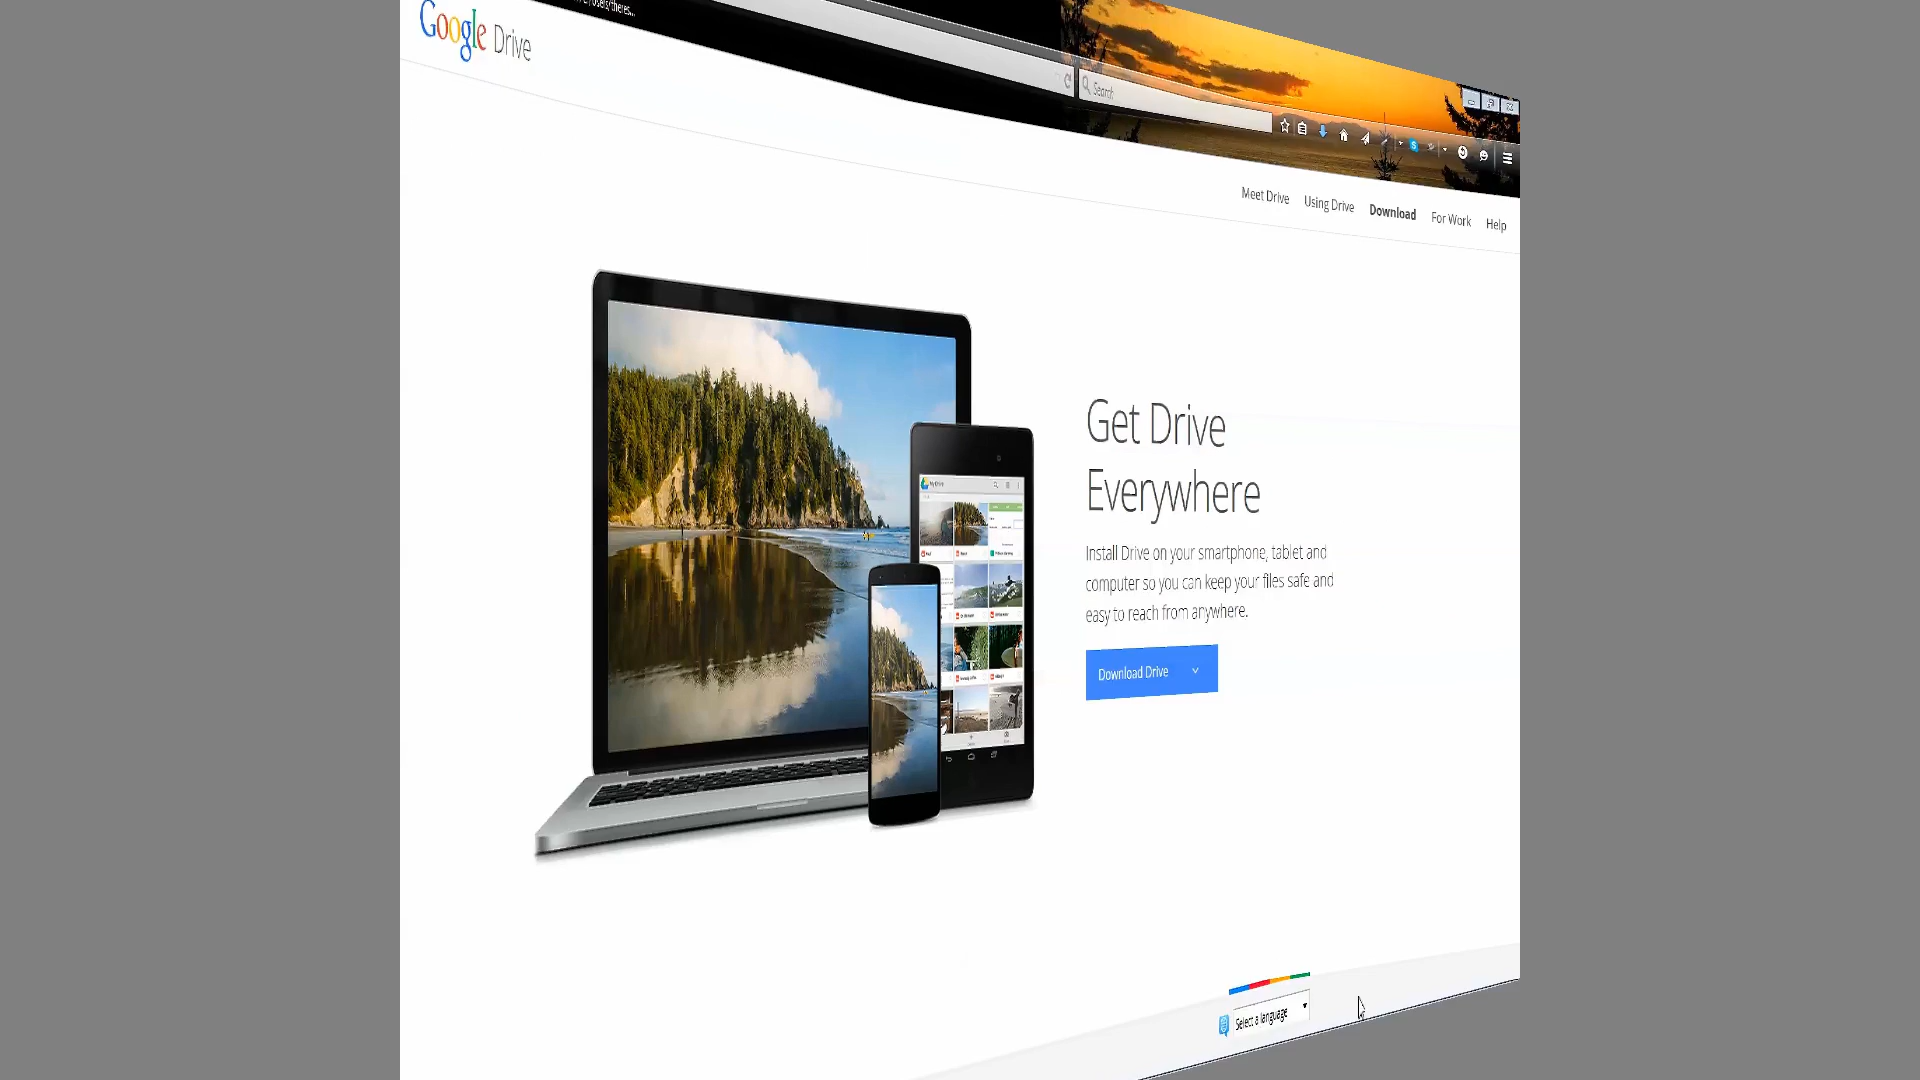 Google Drive
Search
Meet Drive Using Drive Download For Work Help
My Drive
Get Drive
Everywhere
Install Drive on your smartphone, tablet and
computer so you can keep your files safe and
easy to reach from anywhere.
Download Drive
Select a language